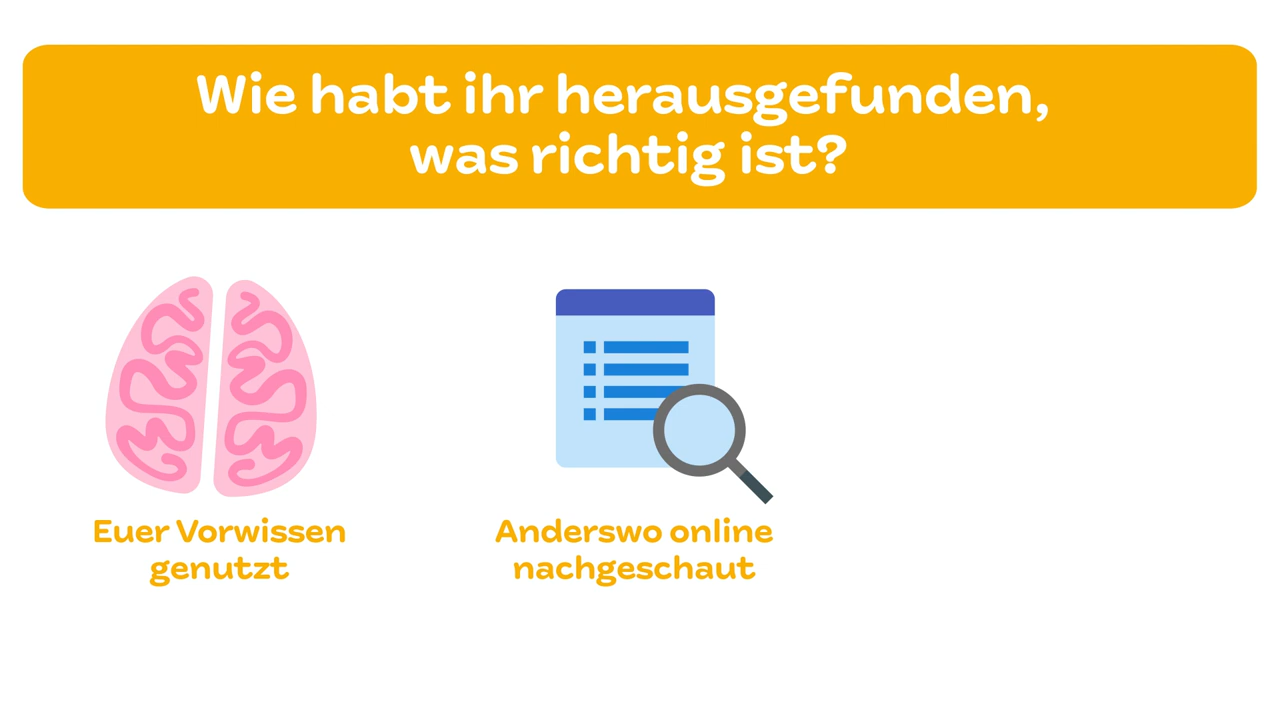 Wie habt ihr herausgefunden,
was richtig ist?
Euer Vorwissen
genutzt
Anderswo online
nachgeschaut